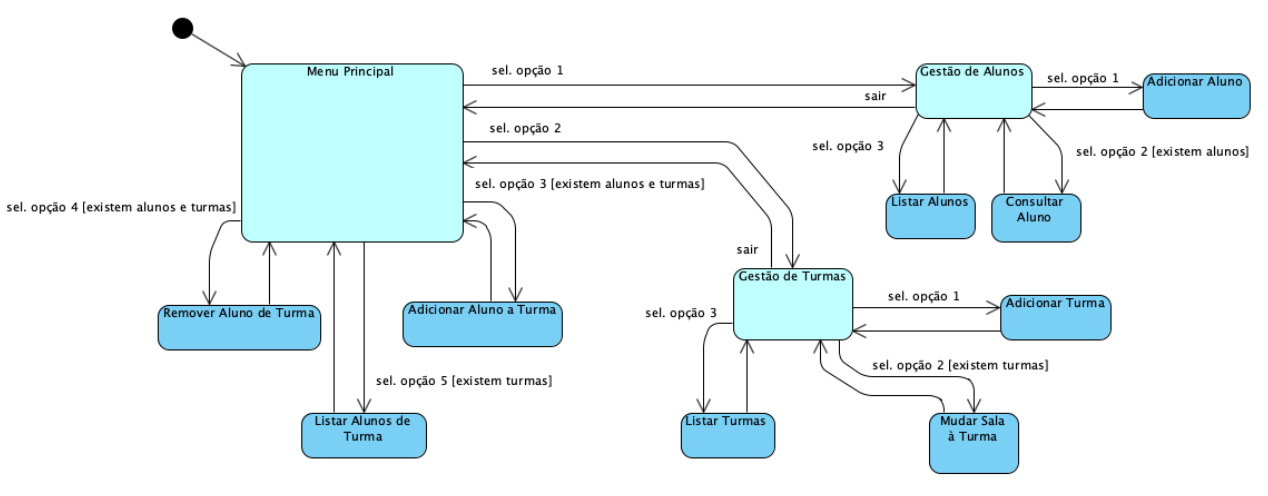 Menu Principal
sel. opção 1
Gestão de Alunos
sel. opção 1
Adicionar Aluno
sair
sel. opção 2
sel. opção 3
sel. opção 2 [existem alunos]
sel. opção 3 [existem alunos e turmas]
sel. opção 4 [existem alunos e turmas]
Listar Alunos
Consultar
Aluno
sair
Gestão de Turmas
sel. opção 1
Adicionar Turma
Remover Aluno de Turma
Adicionar Aluno a Turma
sel. opção 3
sel. opção 2 [existem turmas]
sel. opção 5 [existem turmas]
Listar Alunos de
Turma
Listar Turmas
Mudar Sala
à Turma